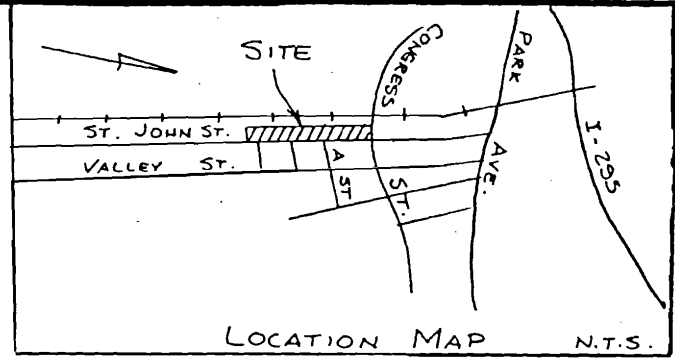 SITE
CONGRESS ST.
PARK AVE.
I-295
ST. JOHN ST.
VALLEY ST.
A ST
LOCATION MAP N.T.S.